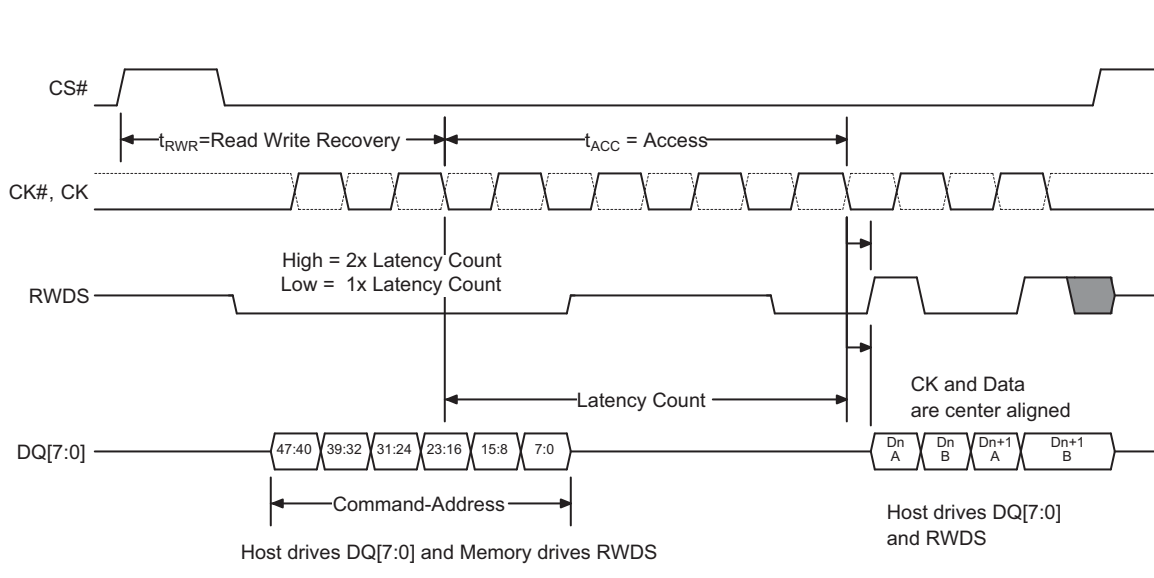 CS#
tRWR=Read Write Recovery
tACC = Access
CK#, CK
High = 2x Latency Count
Low = 1x Latency Count
RWDS
Latency Count
CK and Data
are center aligned
DQ[7:0]
47:40
39:32
31:24
23:16
15:8
7:0
Dn
A
Dn
B
Dn+1
A
Dn+1
B
Command-Address
Host drives DQ[7:0]
and RWDS
Host drives DQ[7:0] and Memory drives RWDS